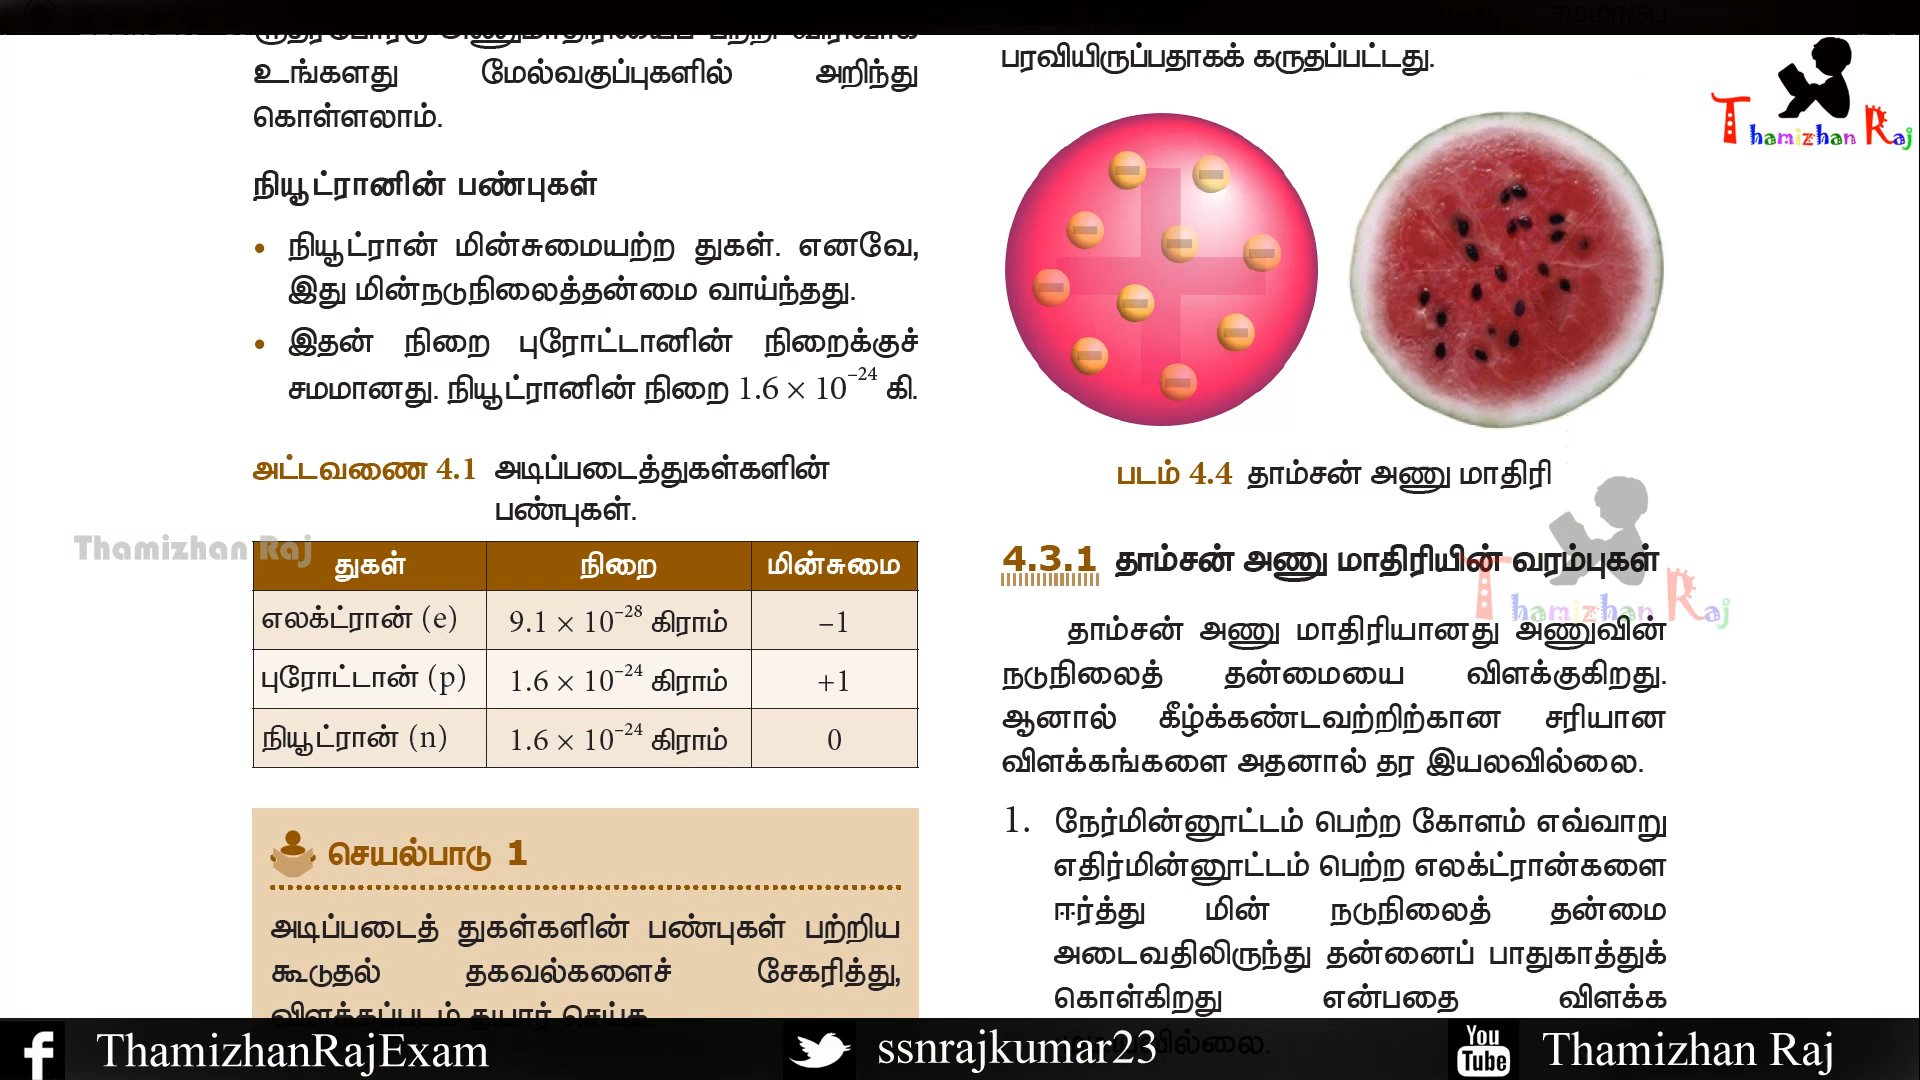 உங்களது மேல்வகுப்புகளில் அறிந்து
கொள்ளலாம்.
நியூட்ரானின் பண்புகள்
• நியூட்ரான் மின்சுமையற்ற துகள். எனவே,
இது மின்நடுநிலைத்தன்மை வாய்ந்தது.
• இதன் நிறை புரோட்டானின் நிறைக்குச்
சமமானது. நியூட்ரானின் நிறை 1.6 × 10⁻²⁴ கி.
அட்டவணை 4.1 அடிப்படைத்துகள்களின்
பண்புகள்.
Thamizhan Raj
துகள் நிறை மின்சுமை
எலக்ட்ரான் (e) 9.1 × 10⁻²⁸ கிராம் –1
புரோட்டான் (p) 1.6 × 10⁻²⁴ கிராம் +1
நியூட்ரான் (n) 1.6 × 10⁻²⁴ கிராம் 0
செயல்பாடு 1
அடிப்படைத் துகள்களின் பண்புகள் பற்றிய
கூடுதல் தகவல்களைச் சேகரித்து,
விளக்கப்படம் தயார் செய்க
பரவியிருப்பதாகக் கருதப்பட்டது.
Thamizhan Raj
படம் 4.4 தாம்சன் அணு மாதிரி
4.3.1 தாம்சன் அணு மாதிரியின் வரம்புகள்
Thamizhan Raj
தாம்சன் அணு மாதிரியானது அணுவின்
நடுநிலைத் தன்மையை விளக்குகிறது.
ஆனால் கீழ்க்கண்டவற்றிற்கான சரியான
விளக்கங்களை அதனால் தர இயலவில்லை.
1. நேர்மின்னூட்டம் பெற்ற கோளம் எவ்வாறு
எதிர்மின்னூட்டம் பெற்ற எலக்ட்ரான்களை
ஈர்த்து மின் நடுநிலைத் தன்மை
அடைவதிலிருந்து தன்னைப் பாதுகாத்துக்
கொள்கிறது என்பதை விளக்க
ThamizhanRajExam
ssnrajkumar23
You Tube
Thamizhan Raj